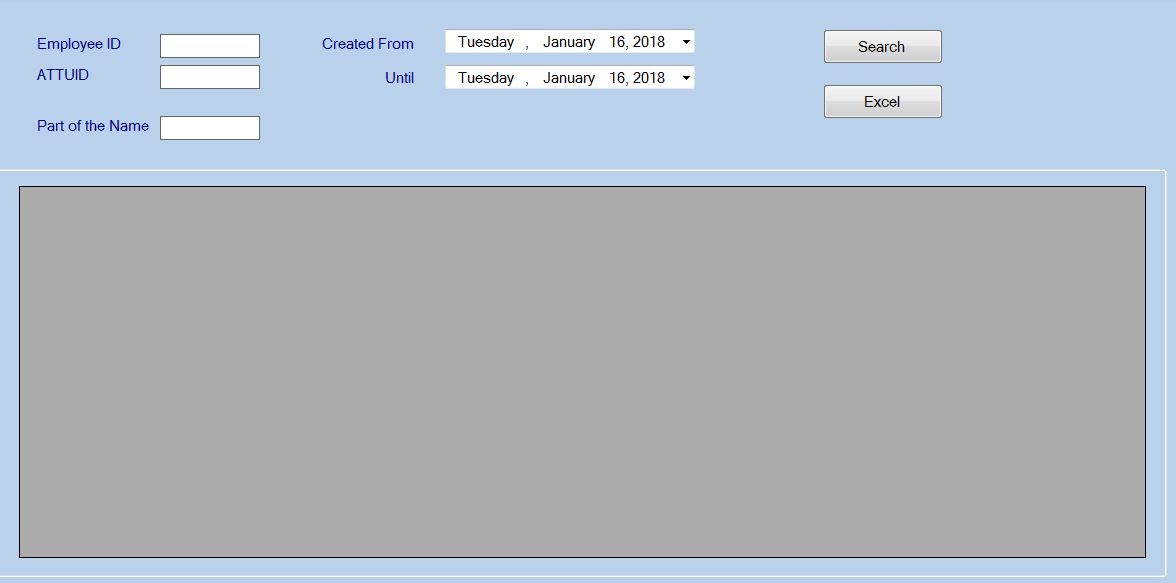 Employee ID
ATTUID
Part of the Name
Created From Tuesday , January 16, 2018
Until Tuesday , January 16, 2018
Search
Excel